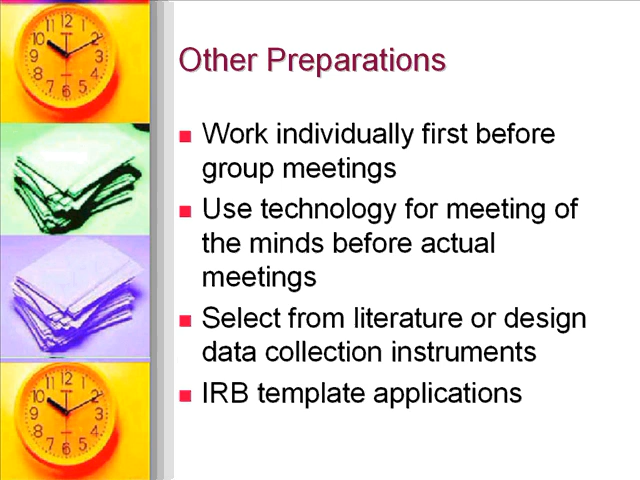 Other Preparations
Work individually first before
group meetings
Use technology for meeting of
the minds before actual
meetings
Select from literature or design
data collection instruments
IRB template applications